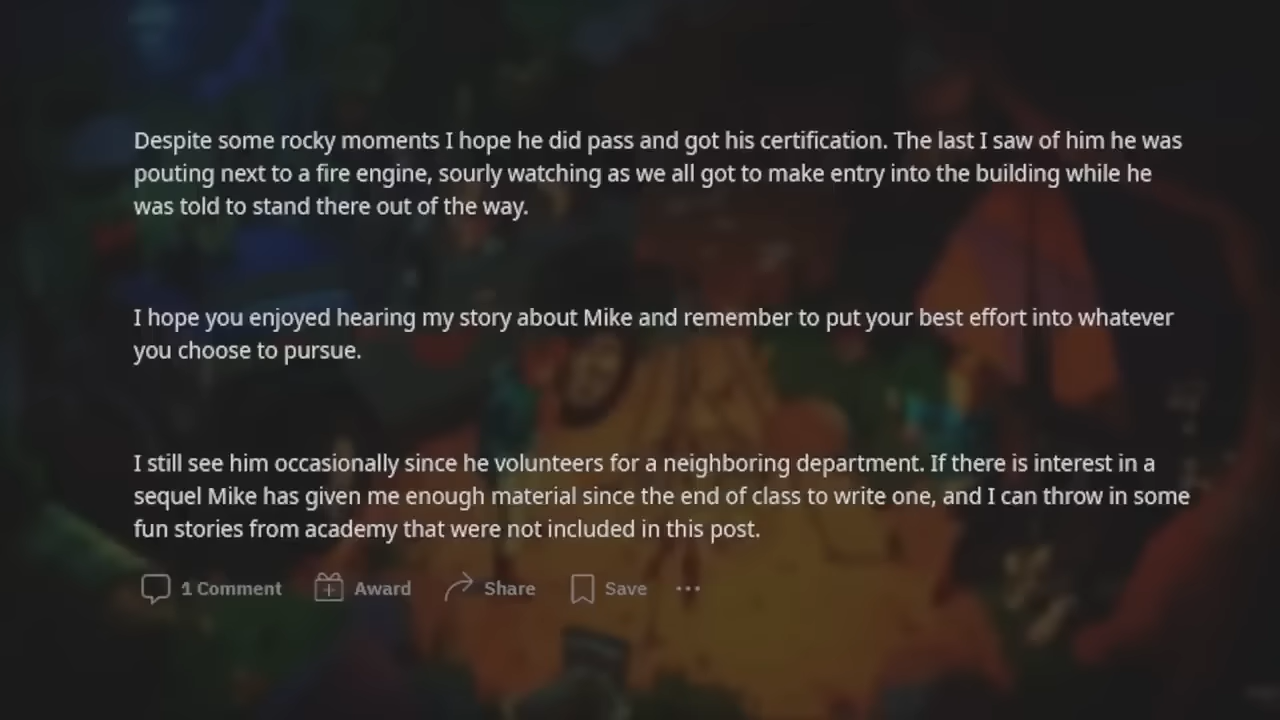 Despite some rocky moments I hope he did pass and got his certification. The last I saw of him he was
pouting next to a fire engine, sourly watching as we all got to make entry into the building while he
was told to stand there out of the way.
I hope you enjoyed hearing my story about Mike and remember to put your best effort into whatever
you choose to pursue.
I still see him occasionally since he volunteers for a neighboring department. If there is interest in a
sequel Mike has given me enough material since the end of class to write one, and I can throw in some
fun stories from academy that were not included in this post.
1 Comment Award Share Save ···